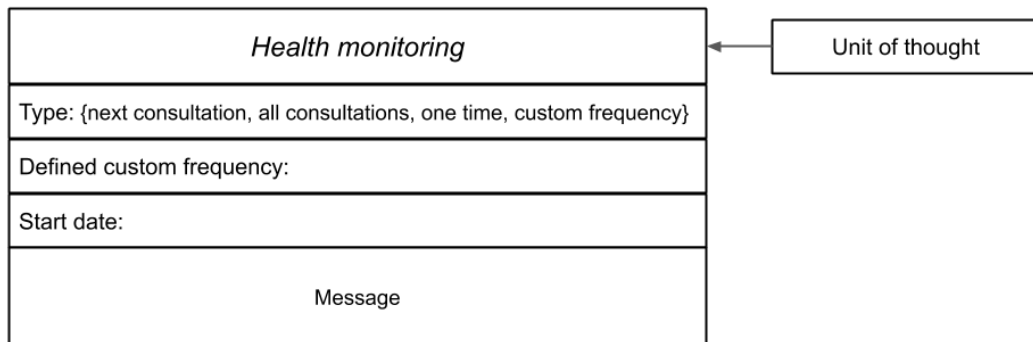 Health monitoring
Unit of thought
Type: {next consultation, all consultations, one time, custom frequency}
Defined custom frequency:
Start date:
Message